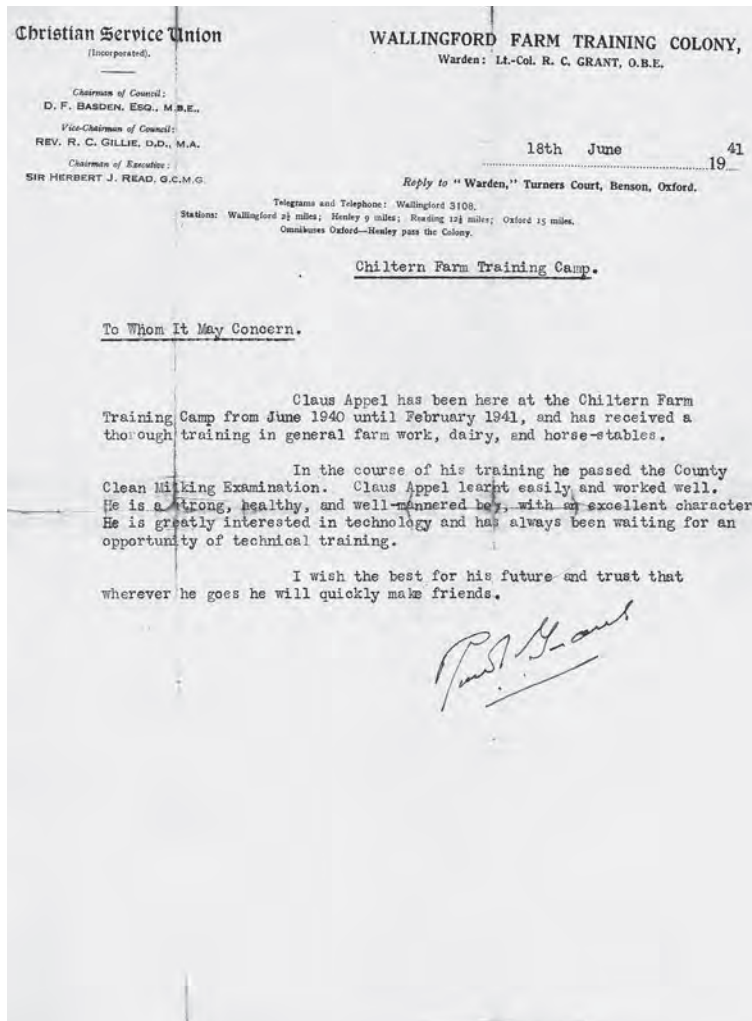 Christian Service Union
(Incorporated).
Chairman of Council:
D. F. BASDEN, ESQ., M.B.E.,
Vice-Chairman of Council:
REV. R. C. GILLIE, D.D., M.A.
Chairman of Executive:
SIR HERBERT J. READ, G.C.M.G.
WALLINGFORD FARM TRAINING COLONY,
Warden: Lt.-Col. R. C. GRANT, O.B.E.
18th June 1941
Reply to "Warden," Turners Court, Benson, Oxford.
Telegrams and Telephone: Wallingford 3108.
Stations: Wallingford 2½ miles; Henley 9 miles; Reading 12½ miles; Oxford 15 miles.
Omnibuses Oxford—Henley pass the Colony.
Chiltern Farm Training Camp.
To Whom It May Concern.
Claus Appel has been here at the Chiltern Farm
Training Camp from June 1940 until February 1941, and has received a
thorough training in general farm work, dairy, and horse-stables.
In the course of his training he passed the County
Clean Milking Examination. Claus Appel learnt easily and worked well.
He is a strong, healthy, and well-mannered boy, with an excellent character
He is greatly interested in technology and has always been waiting for an
opportunity of technical training.
I wish the best for his future and trust that
wherever he goes he will quickly make friends.